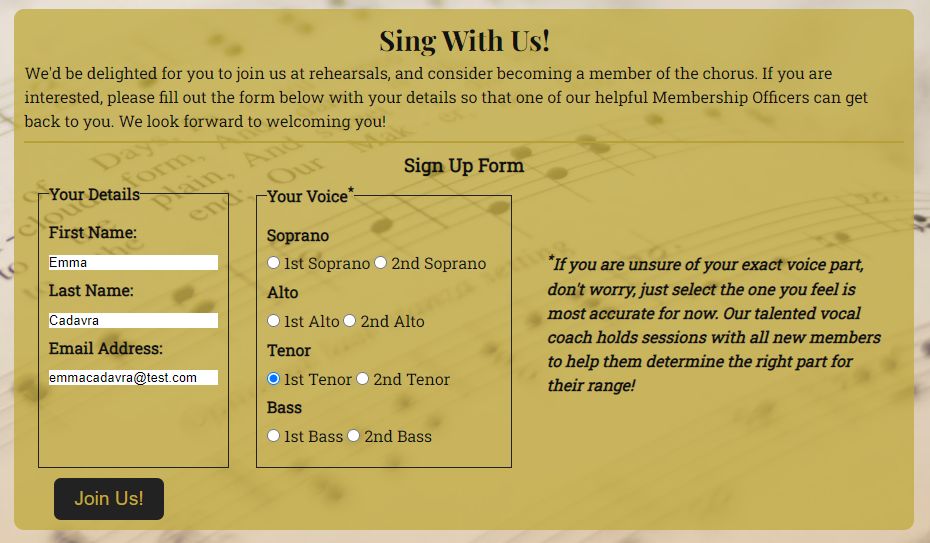 Sing With Us!
We'd be delighted for you to join us at rehearsals, and consider becoming a member of the chorus. If you are
interested, please fill out the form below with your details so that one of our helpful Membership Officers can get
back to you. We look forward to welcoming you!
Sign Up Form
Your Details
First Name:
Emma
Last Name:
Cadavra
Email Address:
emmacadavra@test.com
Your Voice*
Soprano
1st Soprano 2nd Soprano
Alto
1st Alto 2nd Alto
Tenor
1st Tenor 2nd Tenor
Bass
1st Bass 2nd Bass
*If you are unsure of your exact voice part,
don't worry, just select the one you feel is
most accurate for now. Our talented vocal
coach holds sessions with all new members
to help them determine the right part for
their range!
Join Us!